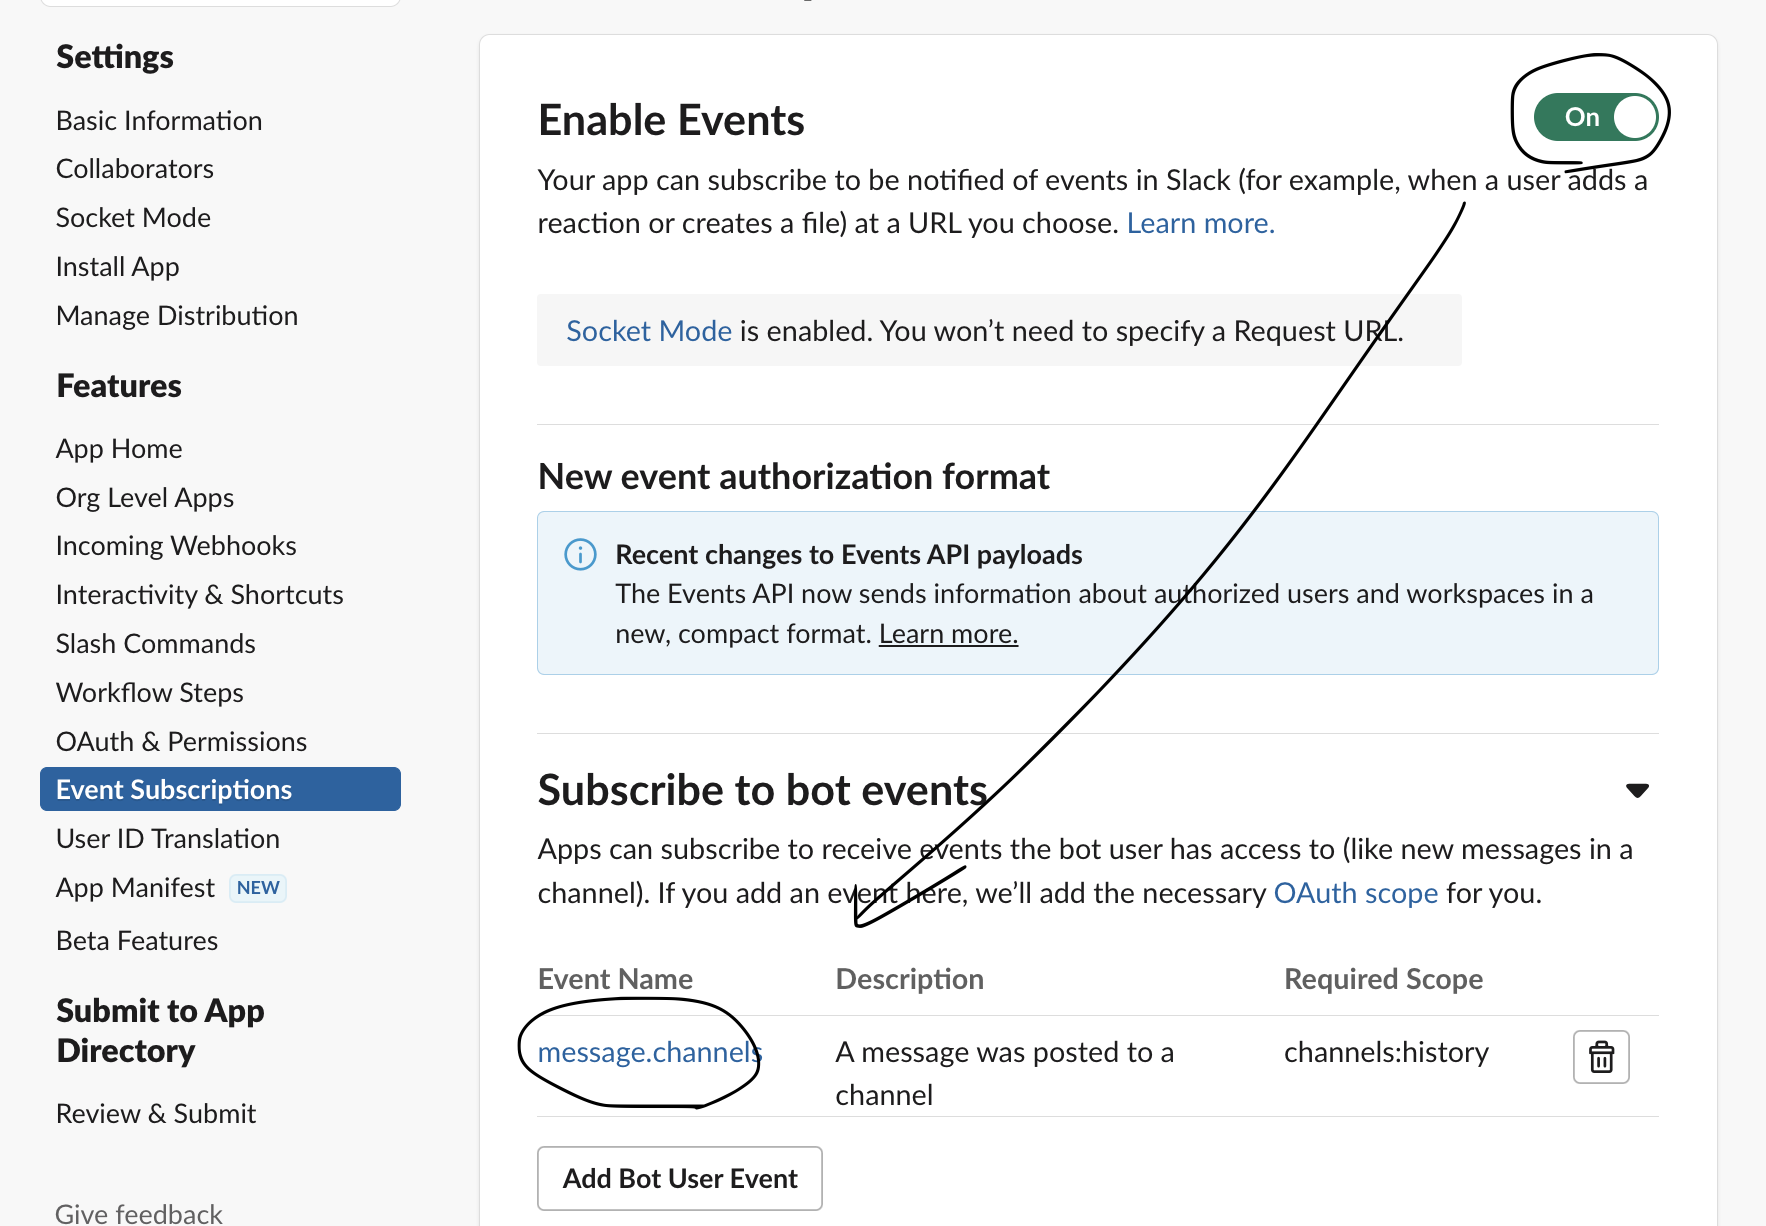 Settings
Basic Information
Collaborators
Socket Mode
Install App
Manage Distribution
Features
App Home
Org Level Apps
Incoming Webhooks
Interactivity & Shortcuts
Slash Commands
Workflow Steps
OAuth & Permissions
Event Subscriptions
User ID Translation
App Manifest NEW
Beta Features
Submit to App
Directory
Review & Submit
Give feedback
Enable Events
On
Your app can subscribe to be notified of events in Slack (for example, when a user adds a
reaction or creates a file) at a URL you choose. Learn more.
Socket Mode is enabled. You won’t need to specify a Request URL.
New event authorization format
Recent changes to Events API payloads
The Events API now sends information about authorized users and workspaces in a
new, compact format. Learn more.
Subscribe to bot events
Apps can subscribe to receive events the bot user has access to (like new messages in a
channel). If you add an event here, we’ll add the necessary OAuth scope for you.
Event Name Description Required Scope
message.channels A message was posted to a channels:history
channel
Add Bot User Event